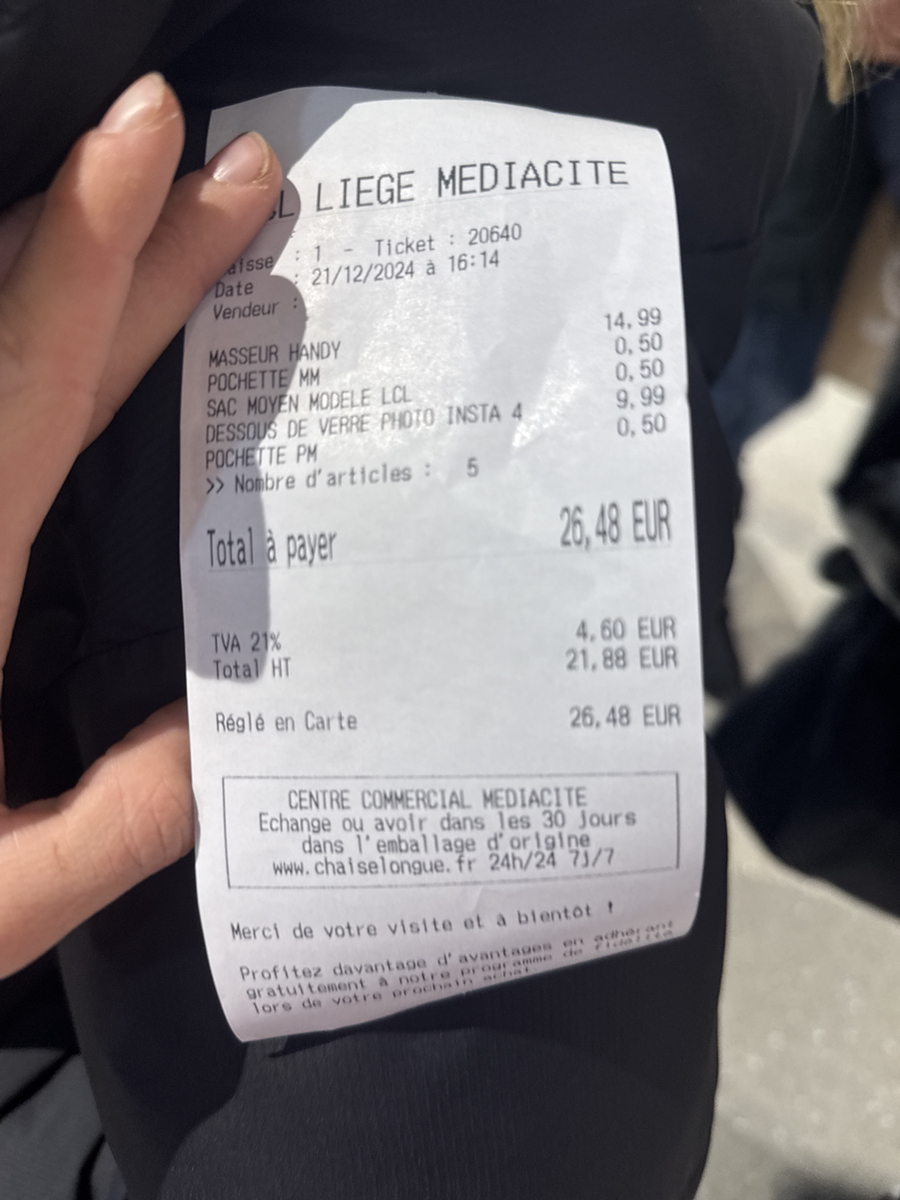 LIEGE MEDIACITE
: 1 - Ticket : 20640
Date : 21/12/2024 à 16:14
Vendeur :
MASSEUR HANDY 14,99
POCHETTE MM 0,50
SAC MOYEN MODELE LCL 0,50
DESSOUS DE VERRE PHOTO INSTA 4 9,99
POCHETTE PM 0,50
>> Nombre d'articles : 5
Total à payer 26,48 EUR
TVA 21% 4,60 EUR
Total HT 21,88 EUR
Réglé en Carte 26,48 EUR
CENTRE COMMERCIAL MEDIACITE
Echange ou avoir dans les 30 jours
dans l'emballage d'origine
www.chaiselongue.fr 24h/24 7j/7
Merci de votre visite et à bientôt !
Profitez davantage d'avantages en adhérant
gratuitement à notre programme de fidélité
lors de votre prochain achat